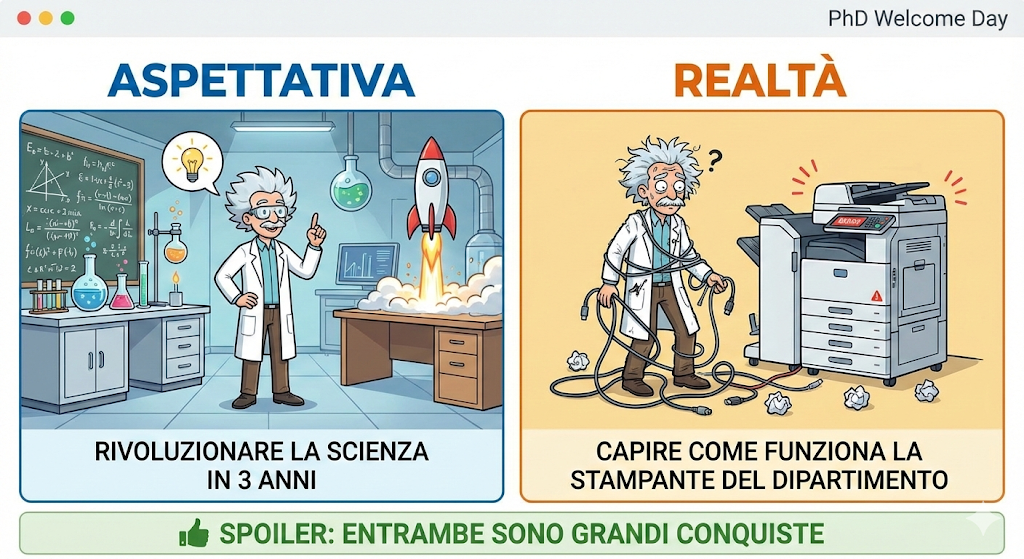 PhD Welcome Day
ASPETTATIVA
REALTÀ
?
RIVOLUZIONARE LA SCIENZA
IN 3 ANNI
CAPIRE COME FUNZIONA LA
STAMPANTE DEL DIPARTIMENTO
SPOILER: ENTRAMBE SONO GRANDI CONQUISTE